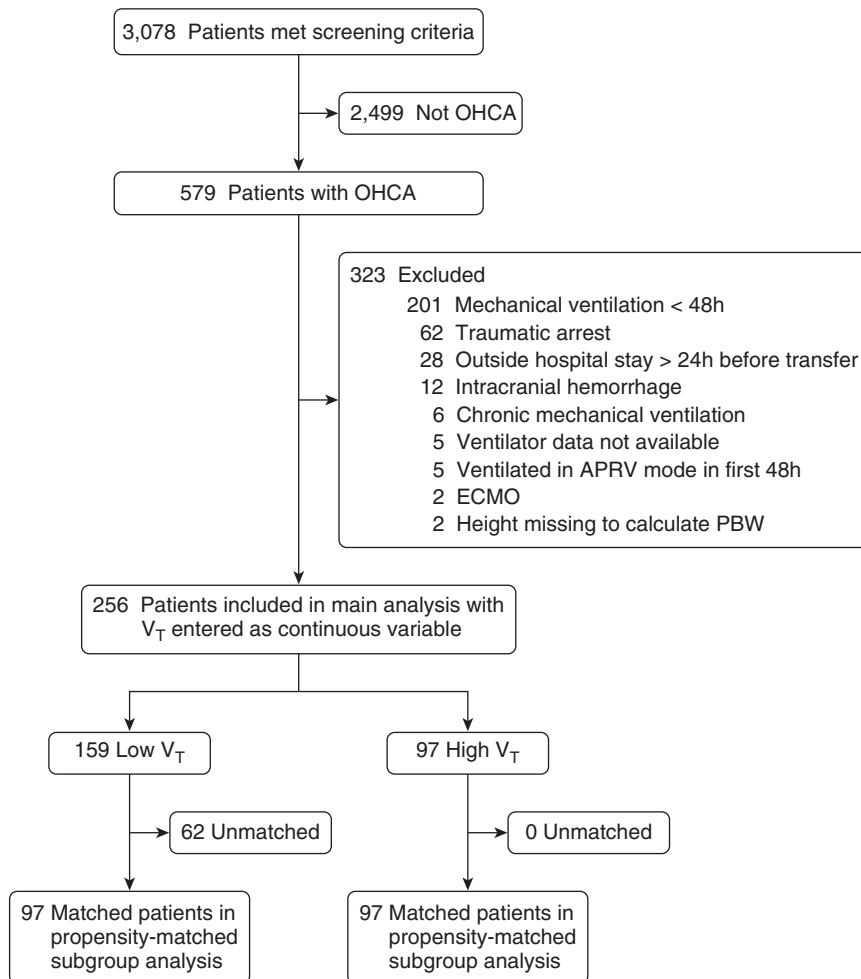 3,078 Patients met screening criteria
2,499 Not OHCA
579 Patients with OHCA
323 Excluded
201 Mechanical ventilation < 48h
62 Traumatic arrest
28 Outside hospital stay > 24h before transfer
12 Intracranial hemorrhage
6 Chronic mechanical ventilation
5 Ventilator data not available
5 Ventilated in APRV mode in first 48h
2 ECMO
2 Height missing to calculate PBW
256 Patients included in main analysis with
VT entered as continuous variable
159 Low VT
97 High VT
62 Unmatched
0 Unmatched
97 Matched patients in
propensity-matched
subgroup analysis
97 Matched patients in
propensity-matched
subgroup analysis